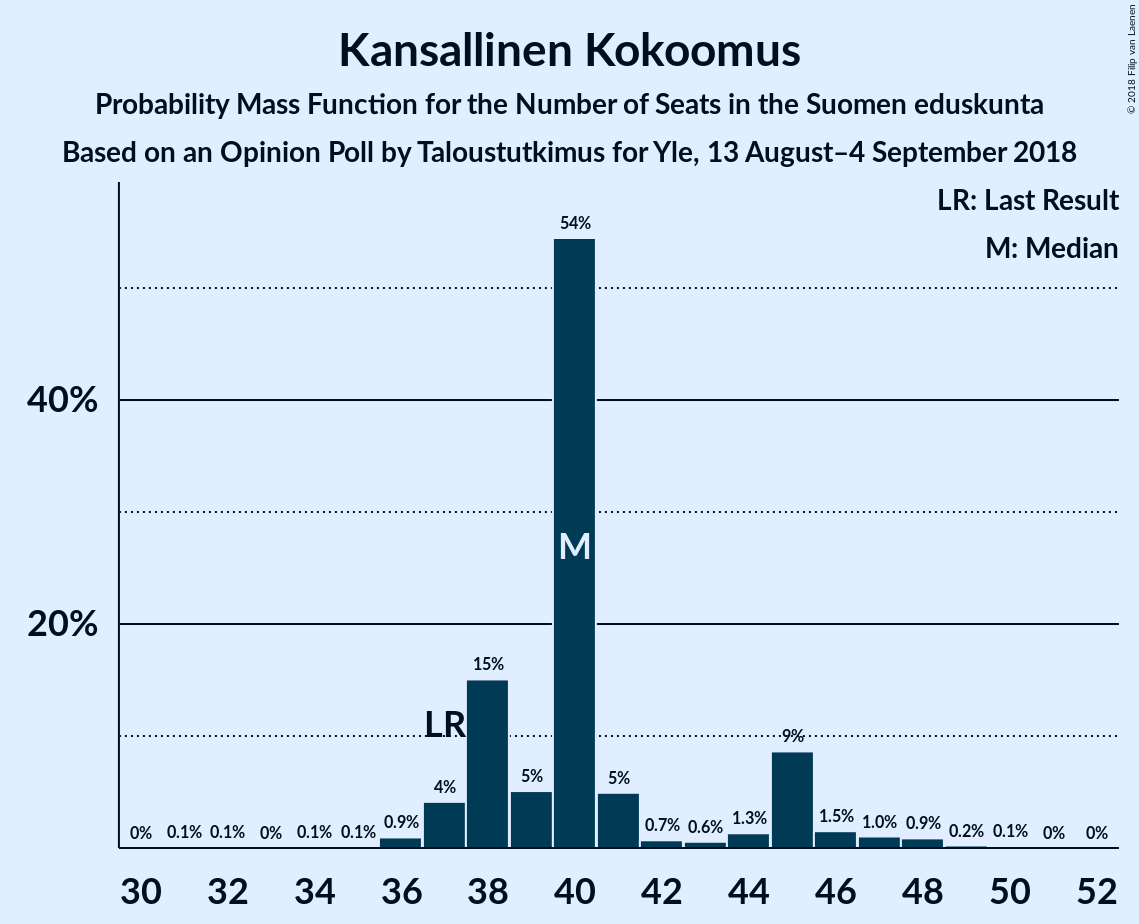 Kansallinen Kokoomus
Probability Mass Function for the Number of Seats in the Suomen eduskunta
Based on an Opinion Poll by Taloustutkimus for Yle, 13 August–4 September 2018
© 2018 Filip van Laenen
LR: Last Result
M: Median
54%
40%
M
20%
15%
LR
9%
4%
5%
5%
0%
0.1%
0.1%
0%
0.1%
0.1%
0.9%
0.7%
0.6%
1.3%
1.5%
1.0%
0.9%
0.2%
0.1%
0%
0%
30 32 34 36 38 40 42 44 46 48 50 52